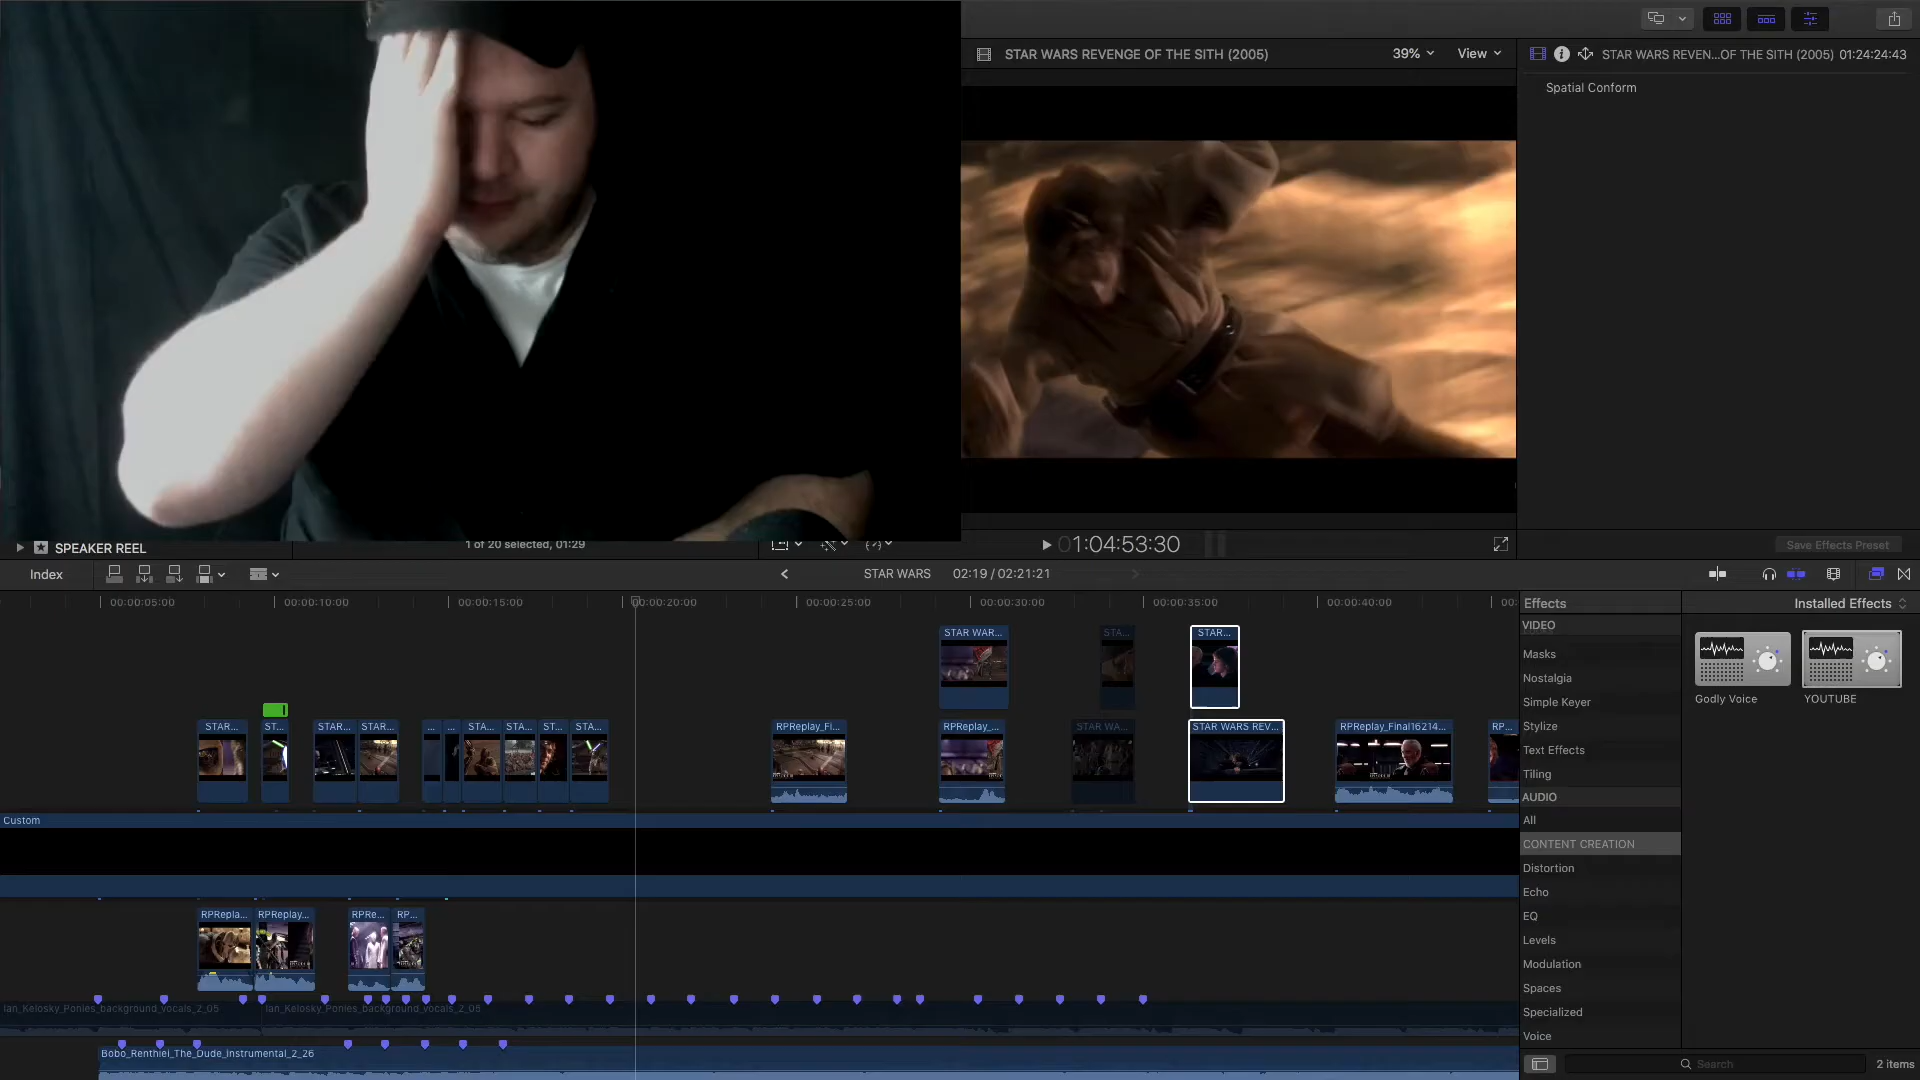 STAR WARS REVENGE OF THE SITH (2005)
39%
View
STAR WARS REVEN...OF THE SITH (2005)
01:24:24:43
Spatial Conform
SPEAKER REEL
1 of 20 selected, 01:29
01:04:53:30
Save Effects Preset
Index
STAR WARS
02:19 / 02:21:21
00:00:05:00
00:00:10:00
00:00:15:00
00:00:20:00
00:00:25:00
00:00:30:00
00:00:35:00
00:00:40:00
00:
Effects
Installed Effects
VIDEO
Masks
Nostalgia
Simple Keyer
Stylize
Text Effects
Tiling
AUDIO
All
CONTENT CREATION
Distortion
Echo
EQ
Levels
Modulation
Spaces
Specialized
Voice
Godly Voice
YOUTUBE
STAR WAR...
STA...
STAR...
STAR...
ST...
STAR...
STAR...
...
...
STA...
STA...
ST...
STA...
RPReplay_Fi...
RPReplay_...
STAR WA...
STAR WARS REV...
RPReplay_Final16214...
RP...
Custom
RPRepla...
RPReplay...
RPRe...
RP...
Ian_Kelosky_Ponies_background_vocals_2_05
Ian_Kelosky_Ponies_background_vocals_2_06
Bobo_Renthlei_The_Dude_Instrumental_2_26
Search
2 items